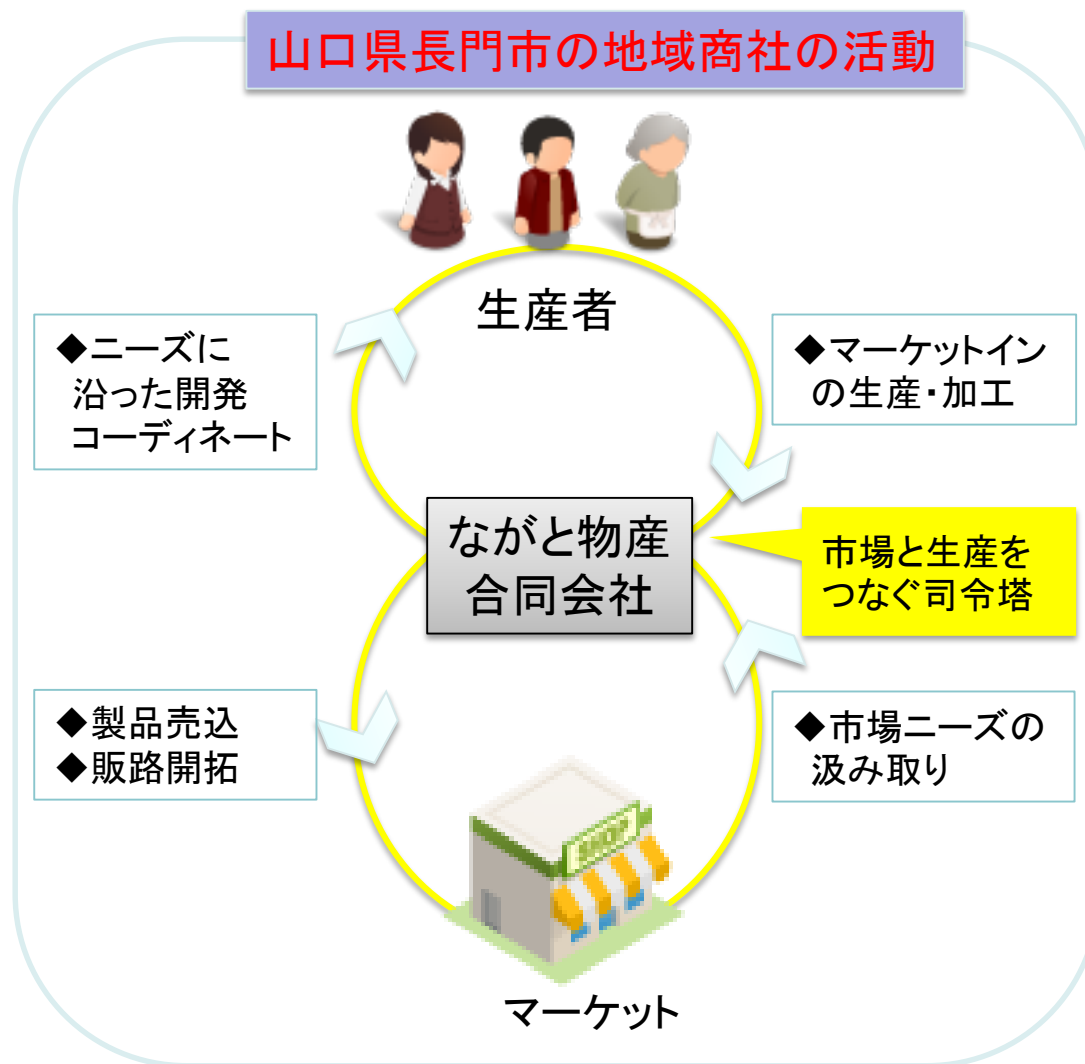 山口県長門市の地域商社の活動
生産者
◆ニーズに
沿った開発
コーディネート
◆マーケットイン
の生産・加工
ながと物産
合同会社
市場と生産を
つなぐ司令塔
◆製品売込
◆販路開拓
◆市場ニーズの
汲み取り
SHOP
マーケット